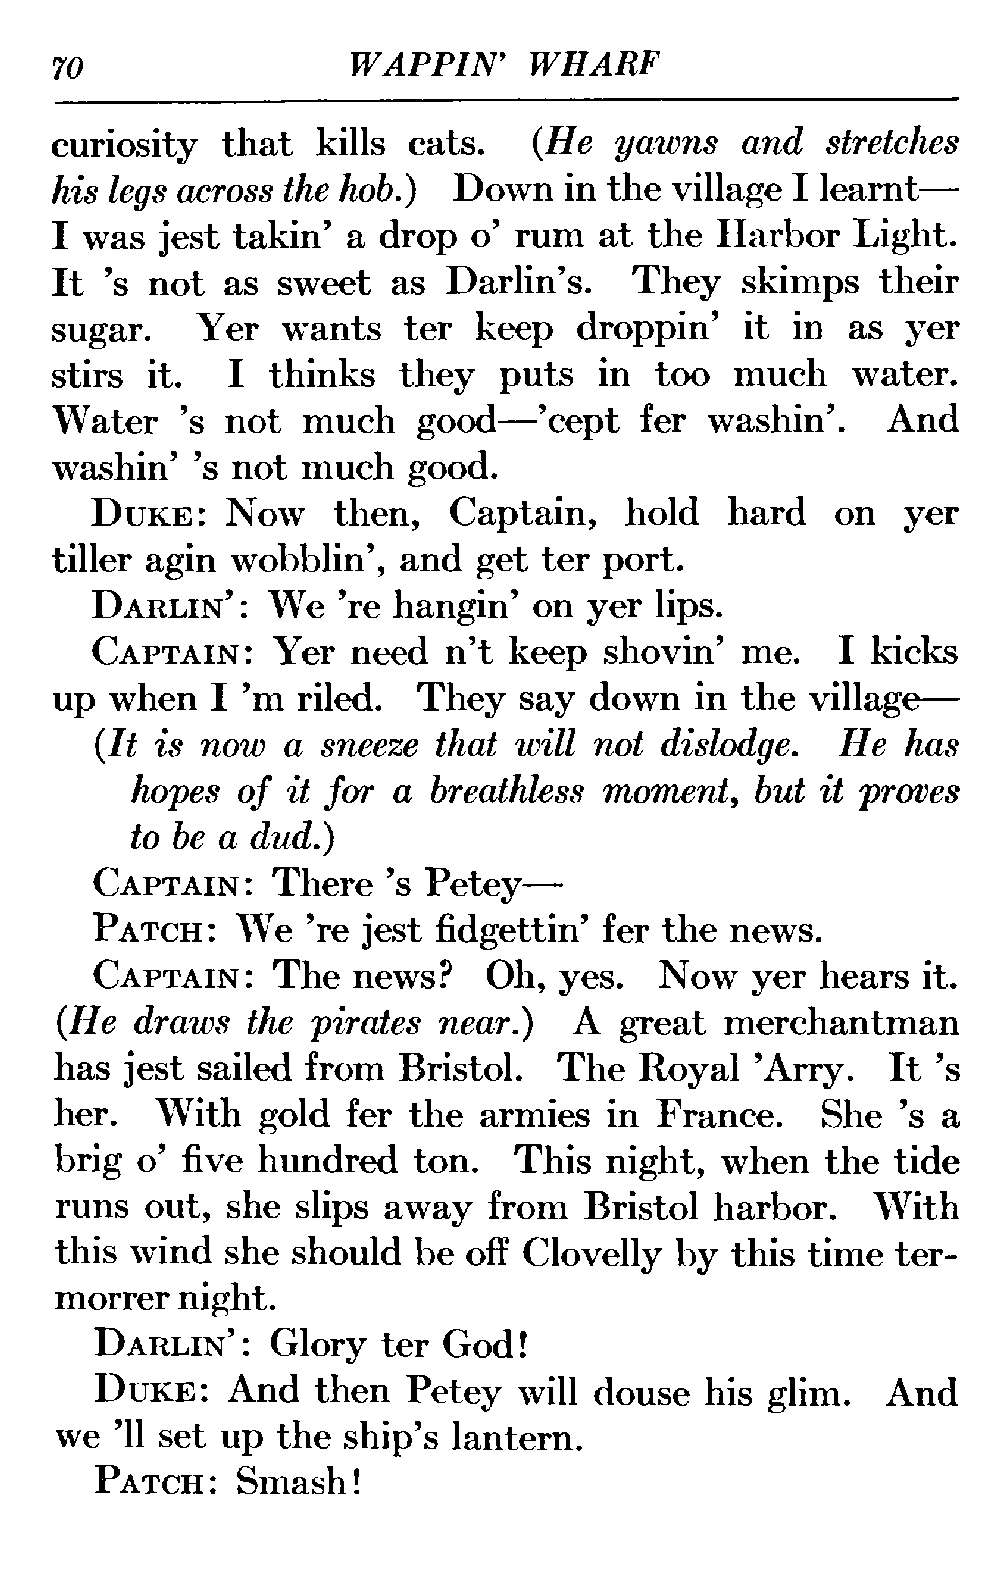 70 WAPPIN' WHARF
curiosity that kills cats. (He yawns and stretches
his legs across the hob.) Down in the village I learnt—
I was jest takin' a drop o' rum at the Harbor Light.
It 's not as sweet as Darlin's. They skimps their
sugar. Yer wants ter keep droppin' it in as yer
stirs it. I thinks they puts in too much water.
Water 's not much good—'cept fer washin'. And
washin' 's not much good.
DUKE: Now then, Captain, hold hard on yer
tiller agin wobblin', and get ter port.
DARLIN': We 're hangin' on yer lips.
CAPTAIN: Yer need n't keep shovin' me. I kicks
up when I 'm riled. They say down in the village—
(It is now a sneeze that will not dislodge. He has
hopes of it for a breathless moment, but it proves
to be a dud.)
CAPTAIN: There 's Petey—
PATCH: We 're jest fidgettin' fer the news.
CAPTAIN: The news? Oh, yes. Now yer hears it.
(He draws the pirates near.) A great merchantman
has jest sailed from Bristol. The Royal 'Arry. It 's
her. With gold fer the armies in France. She 's a
brig o' five hundred ton. This night, when the tide
runs out, she slips away from Bristol harbor. With
this wind she should be off Clovelly by this time ter-
morrer night.
DARLIN': Glory ter God!
DUKE: And then Petey will douse his glim. And
we 'll set up the ship's lantern.
PATCH: Smash!